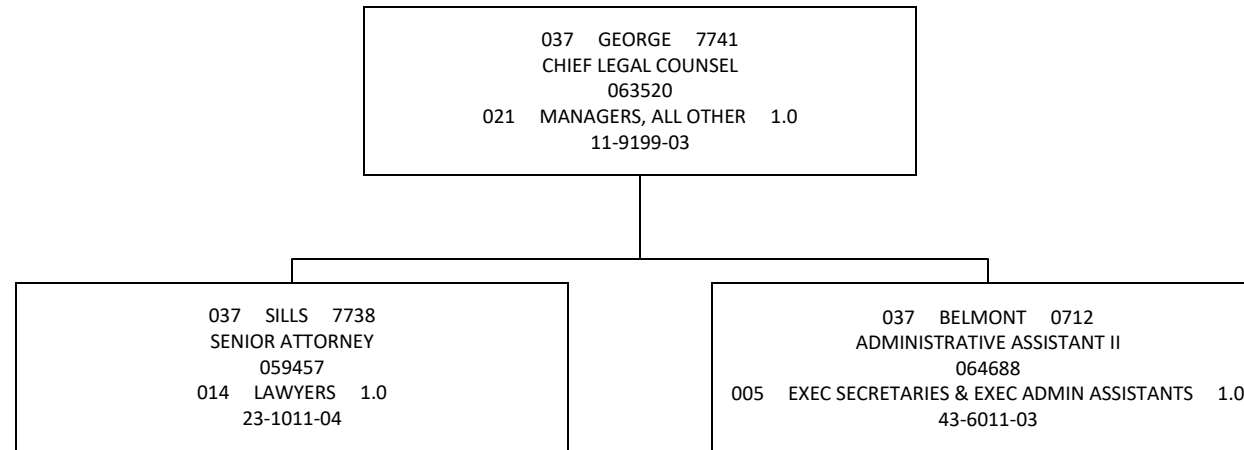 037 GEORGE 7741
CHIEF LEGAL COUNSEL
063520
021 MANAGERS, ALL OTHER 1.0
11-9199-03
037 SILLS 7738
SENIOR ATTORNEY
059457
014 LAWYERS 1.0
23-1011-04
037 BELMONT 0712
ADMINISTRATIVE ASSISTANT II
064688
005 EXEC SECRETARIES & EXEC ADMIN ASSISTANTS 1.0
43-6011-03